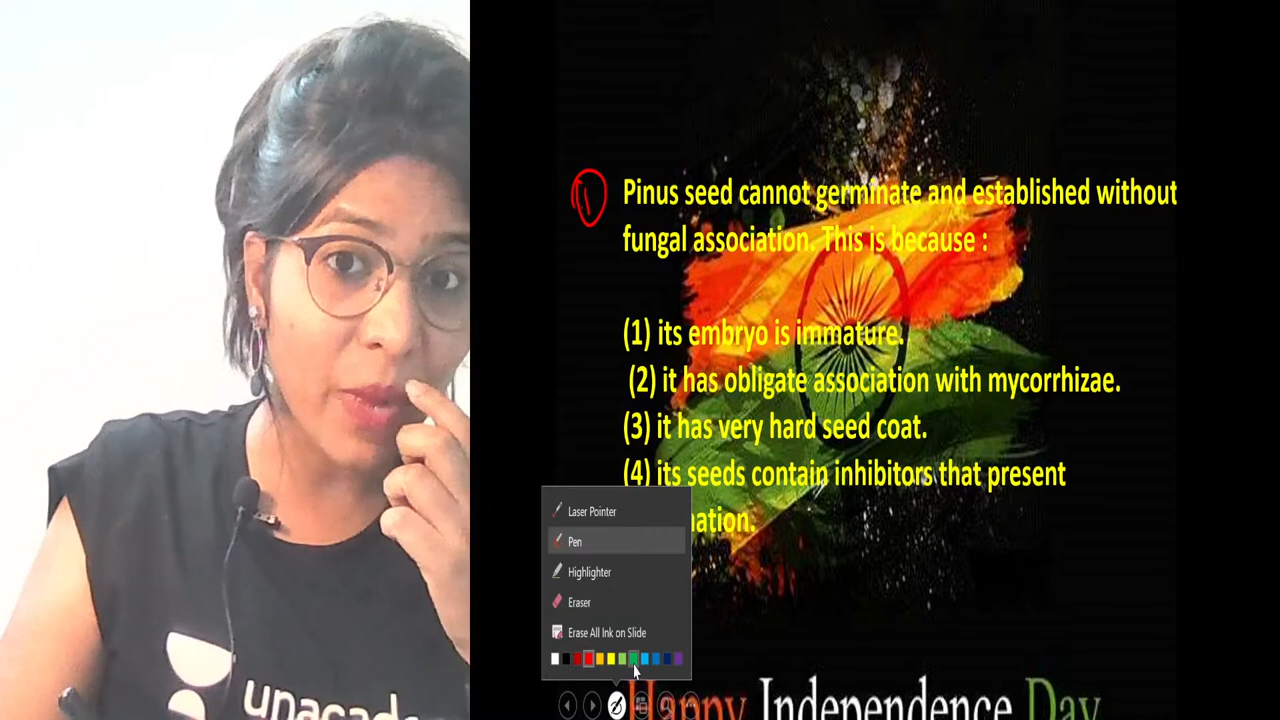 Pinus seed cannot germinate and established without
fungal association. This is because :
(1) its embryo is immature.
(2) it has obligate association with mycorrhizae.
(3) it has very hard seed coat.
(4) its seeds contain inhibitors that present
Laser Pointer
Pen
Highlighter
Eraser
Erase All Ink on Slide
Happy Independence Day